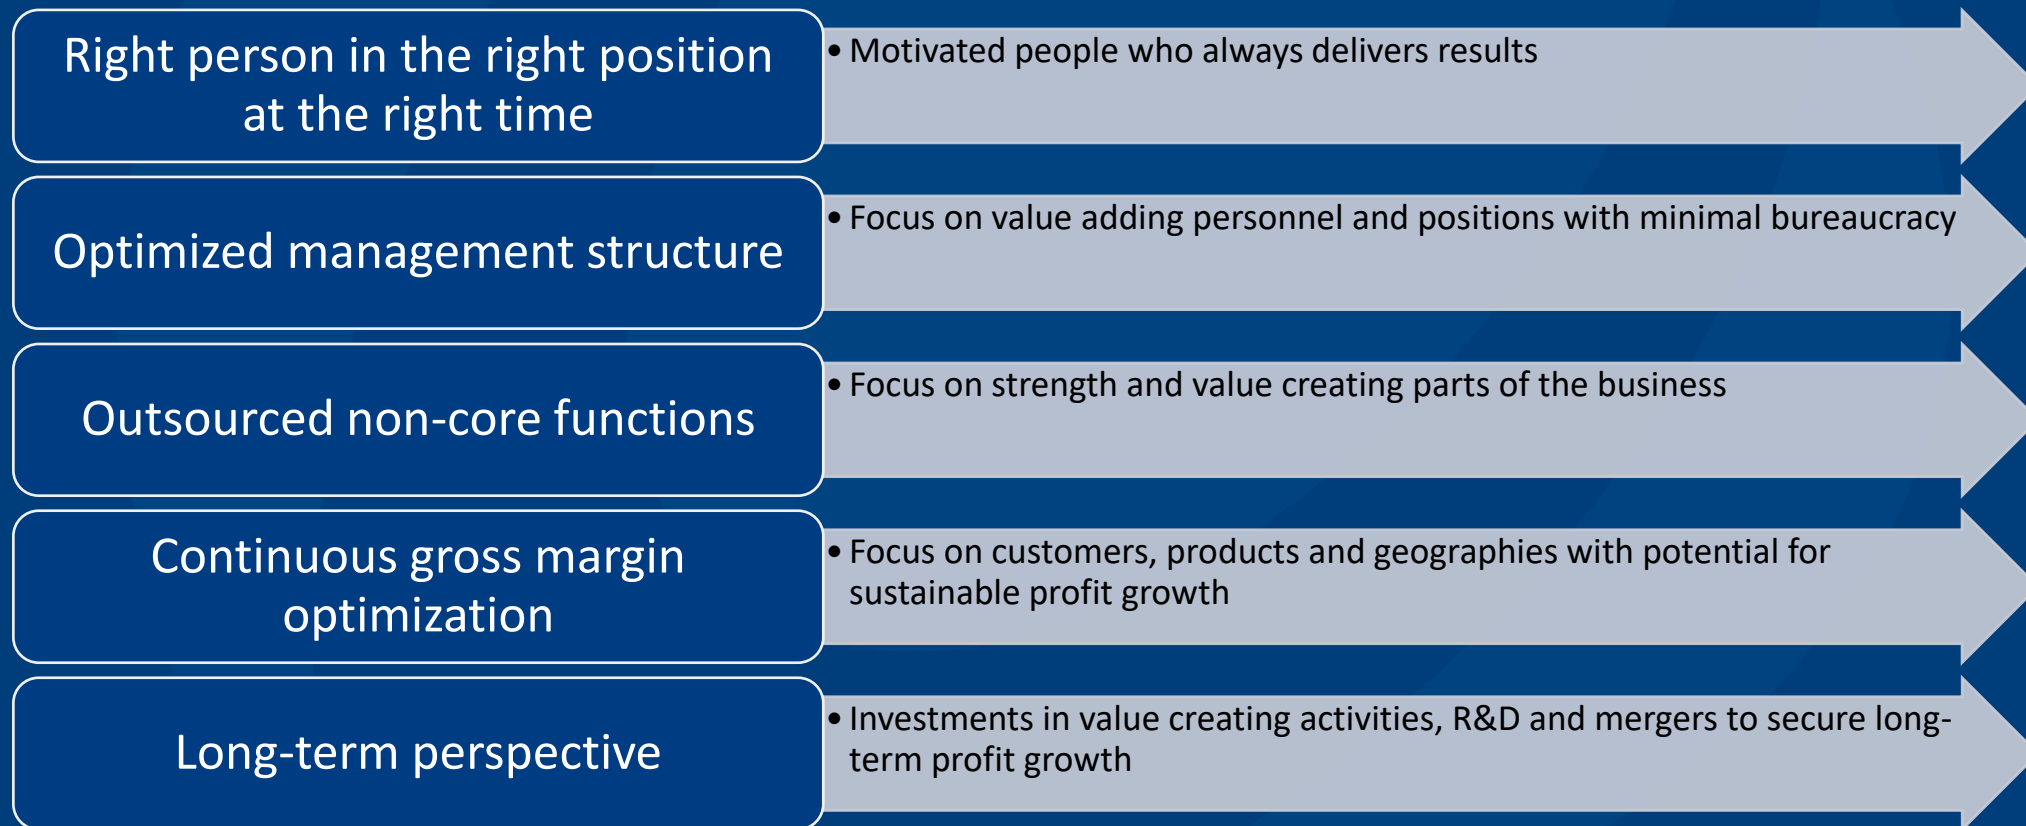 Right person in the right position
at the right time
• Motivated people who always delivers results
Optimized management structure
• Focus on value adding personnel and positions with minimal bureaucracy
Outsourced non-core functions
• Focus on strength and value creating parts of the business
Continuous gross margin
optimization
• Focus on customers, products and geographies with potential for
sustainable profit growth
Long-term perspective
• Investments in value creating activities, R&D and mergers to secure long-
term profit growth